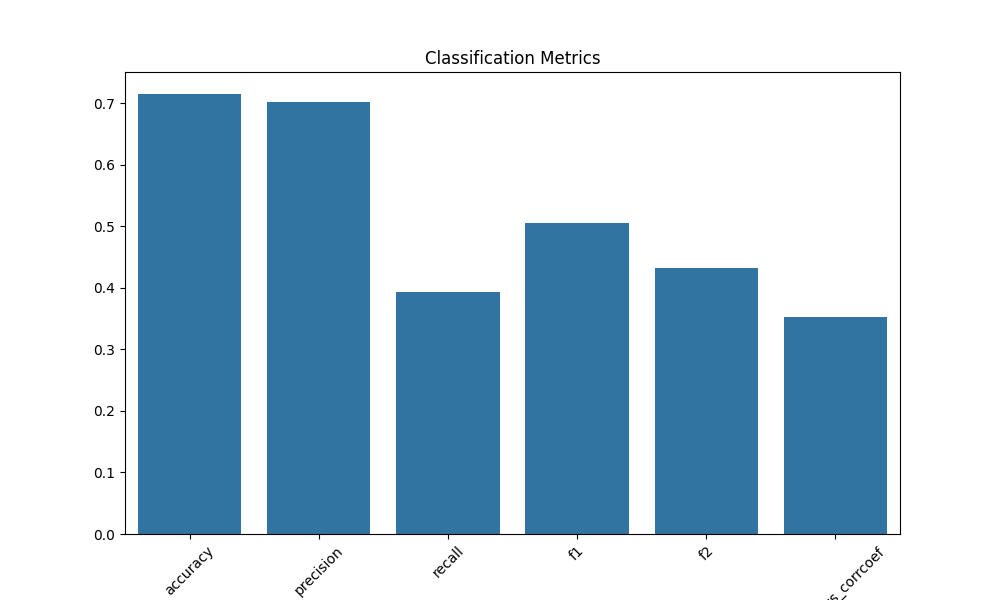 Classification Metrics
0.7
0.6
0.5
0.4
0.3
0.2
0.1
0.0
accuracy
precision
recall
f1
f2
s_corrcoef